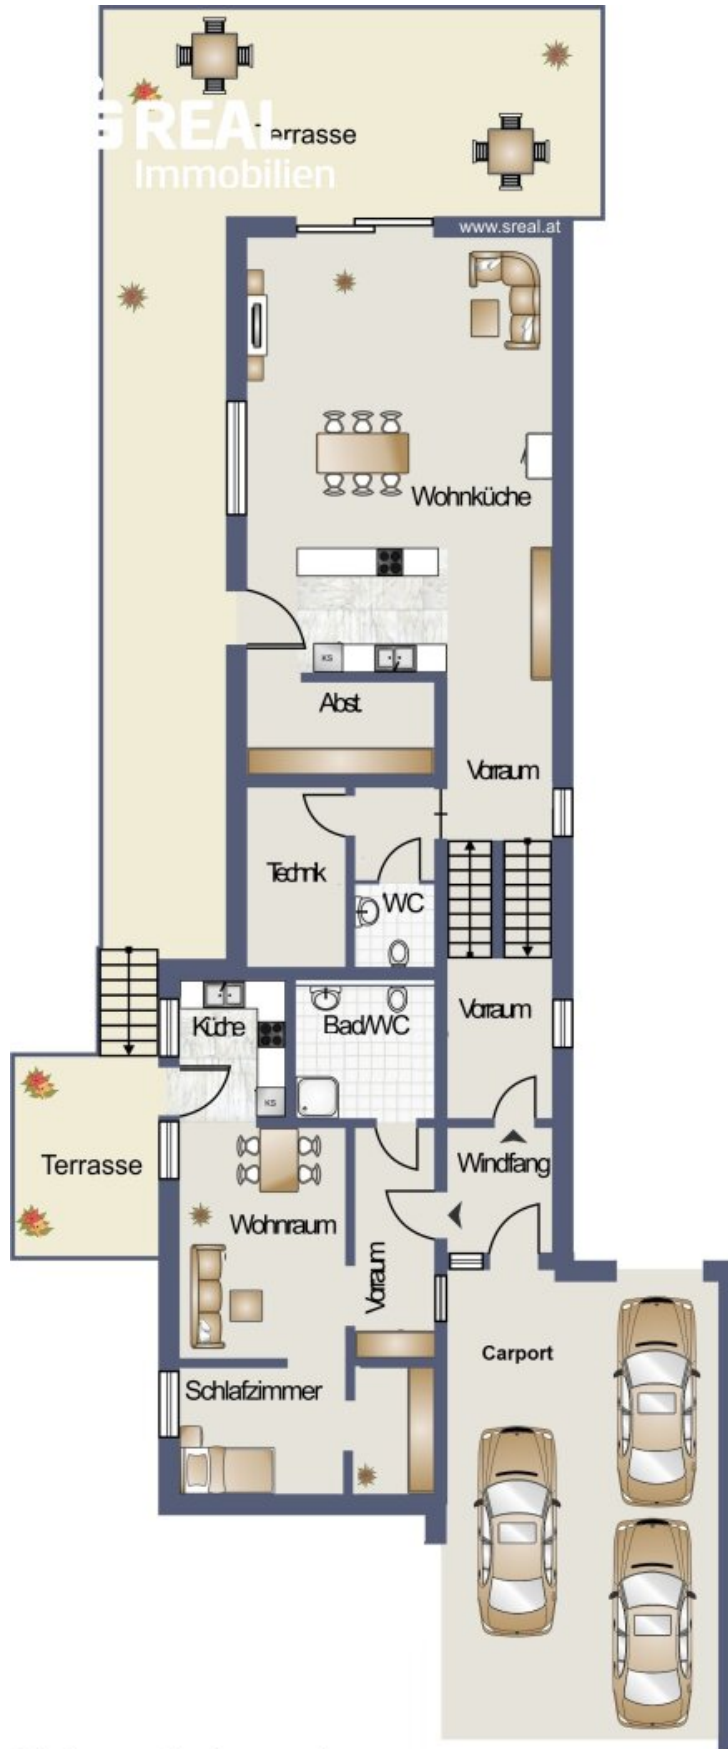 REAL
Immobilien
Terrasse
www.sreal.at
Wohnküche
KS
Abst.
Vorraum
Technik
WC
Vorraum
Küche
Bad/WC
KS
Terrasse
Windfang
Wohnraum
Vorraum
Carport
Schlafzimmer